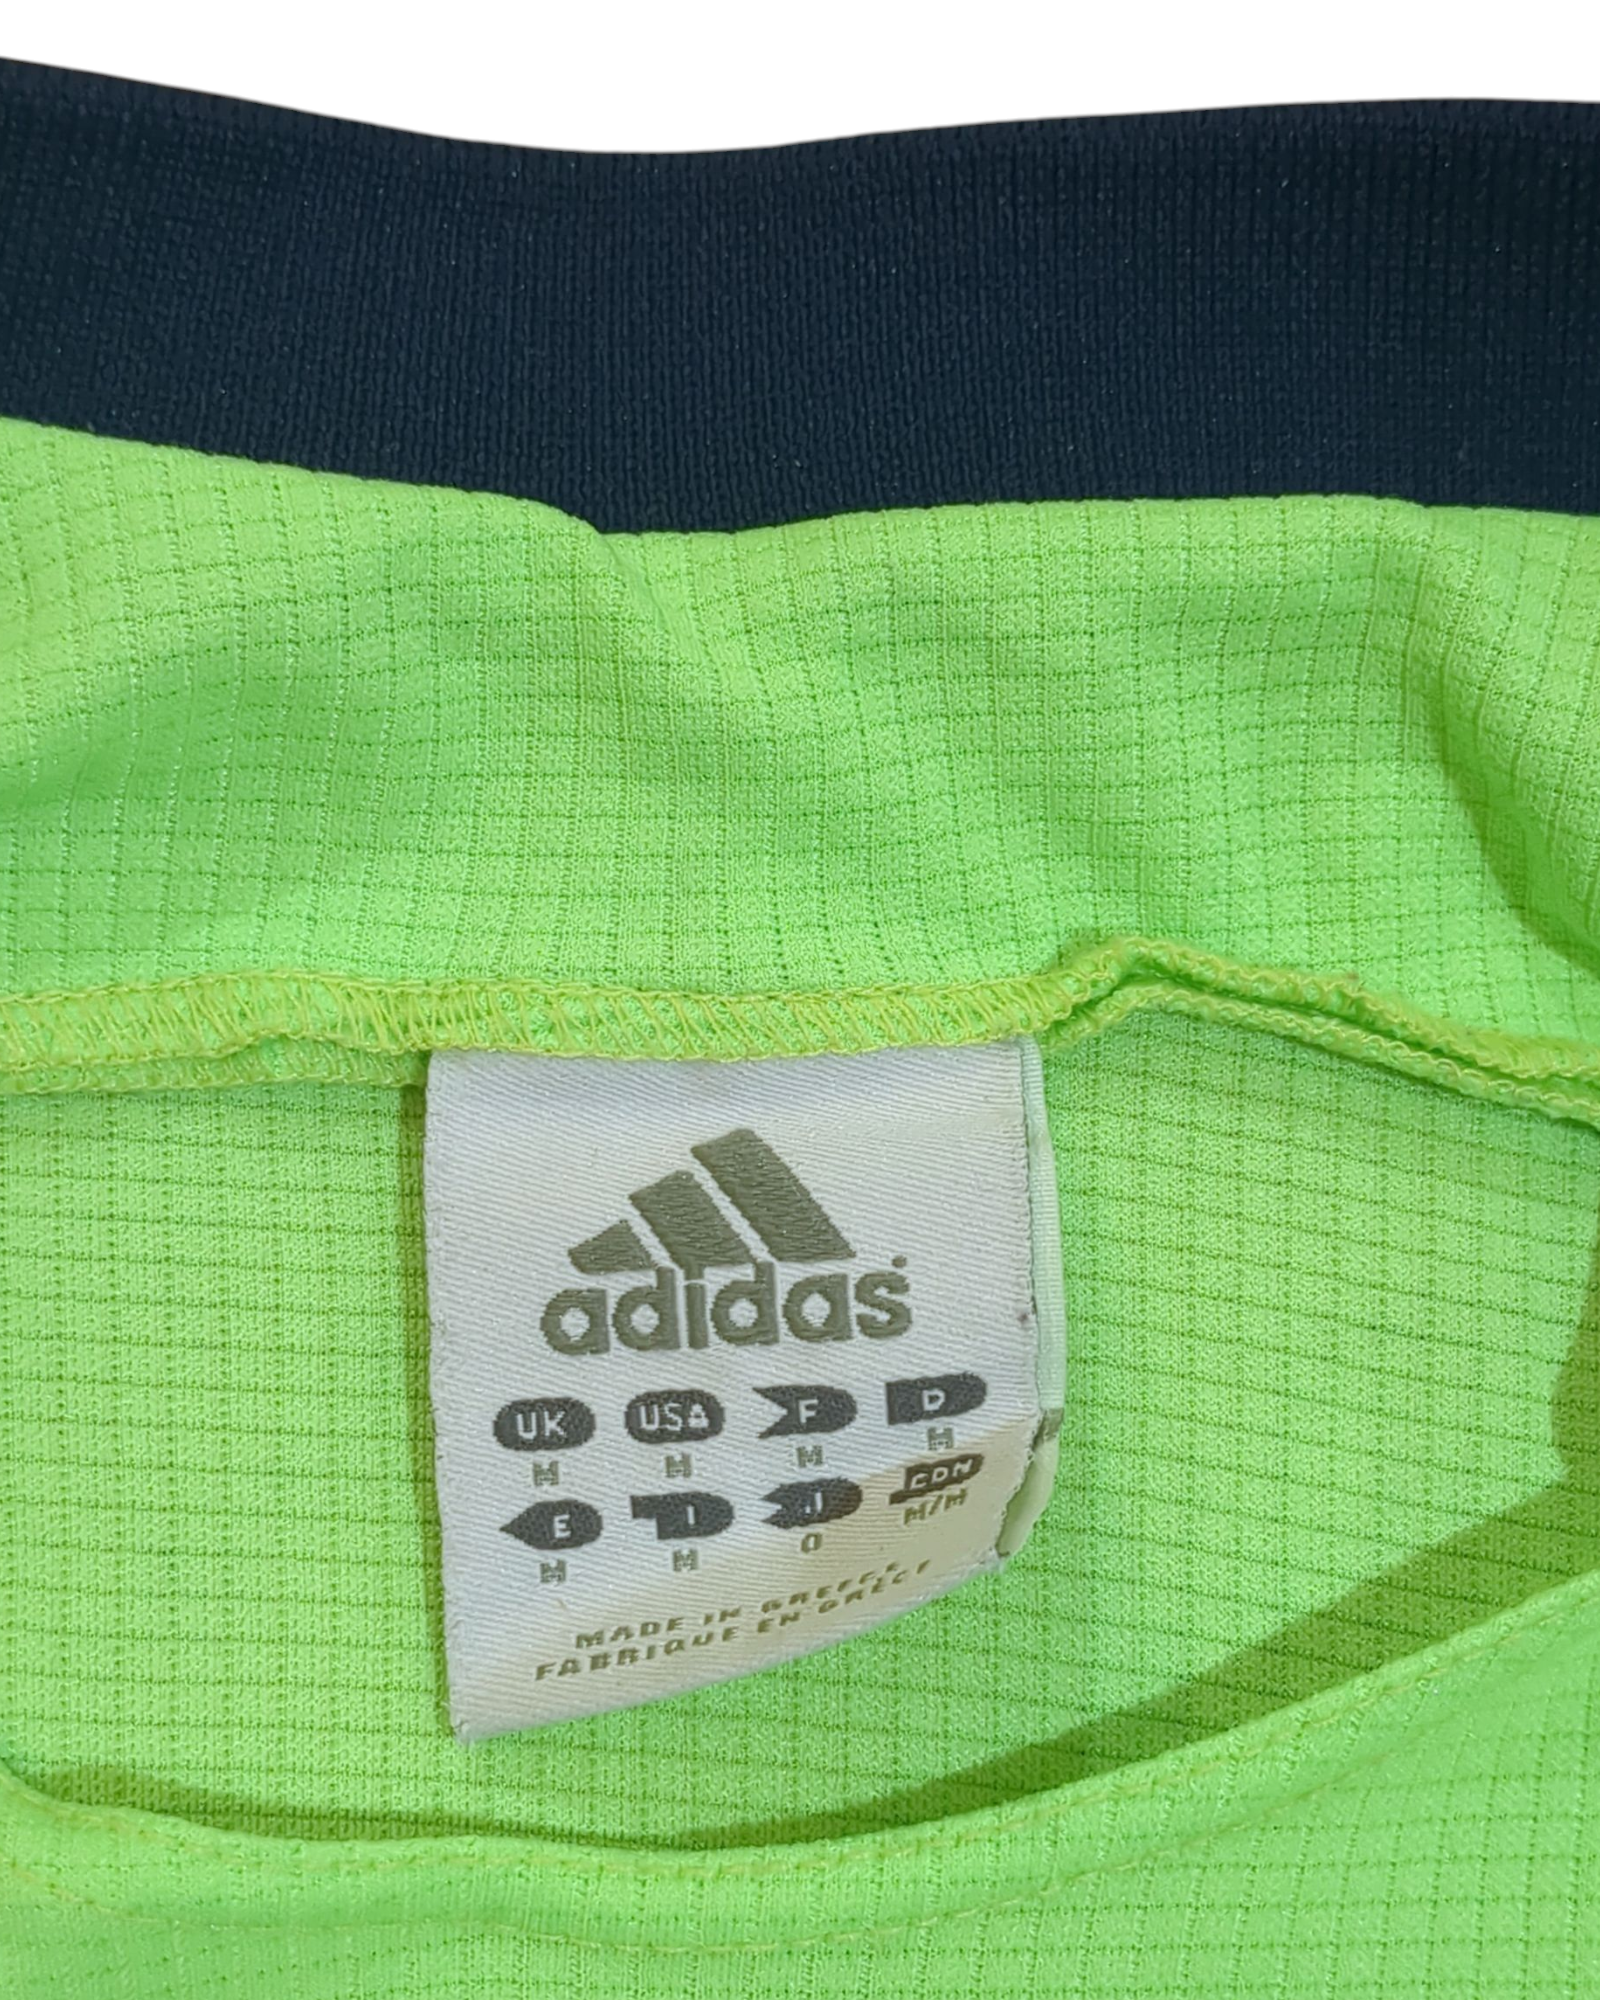 adidas
UK USA F D
M M M M
E I J CDN
M M O M/M
MADE IN GREECE
FABRIQUE EN GRECE